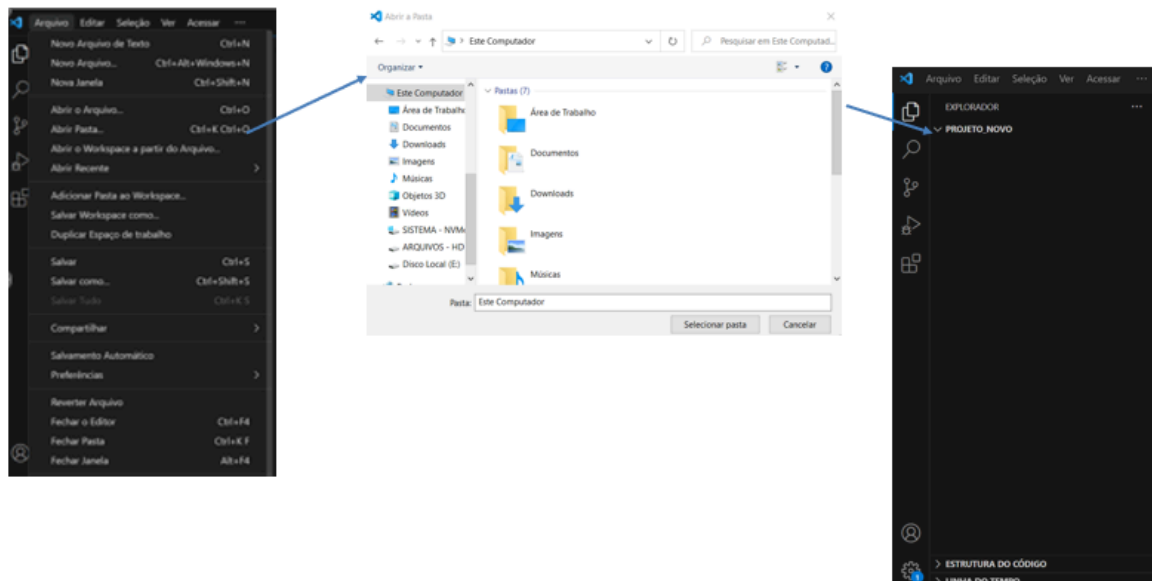 Arquivo Editar Seleção Ver Acessar ···
Novo Arquivo de Texto Ctrl+N
Novo Arquivo... Ctrl+Alt+Windows+N
Nova Janela Ctrl+Shift+N
Abrir o Arquivo... Ctrl+O
Abrir Pasta... Ctrl+K Ctrl+O
Abrir o Workspace a partir do Arquivo...
Abrir Recente
Adicionar Pasta ao Workspace...
Salvar Workspace como...
Duplicar Espaço de trabalho
Salvar Ctrl+S
Salvar como... Ctrl+Shift+S
Salvar Tudo Ctrl+K S
Compartilhar
Salvamento Automático
Preferências
Reverter Arquivo
Fechar o Editor Ctrl+F4
Fechar Pasta Ctrl+K F
Fechar Janela Alt+F4
Abrir a Pasta
Este Computador
Pesquisar em Este Computad...
Organizar
Este Computador
Área de Trabalho
Documentos
Downloads
Imagens
Músicas
Objetos 3D
Vídeos
SISTEMA - NVMe
ARQUIVOS - HD
Disco Local (E:)
Pastas (7)
Área de Trabalho
Documentos
Downloads
Imagens
Músicas
Pasta: Este Computador
Selecionar pasta Cancelar
Arquivo Editar Seleção Ver Acessar ···
EXPLORADOR ···
PROJETO_NOVO
ESTRUTURA DO CÓDIGO
1
LINHA DO TEMPO